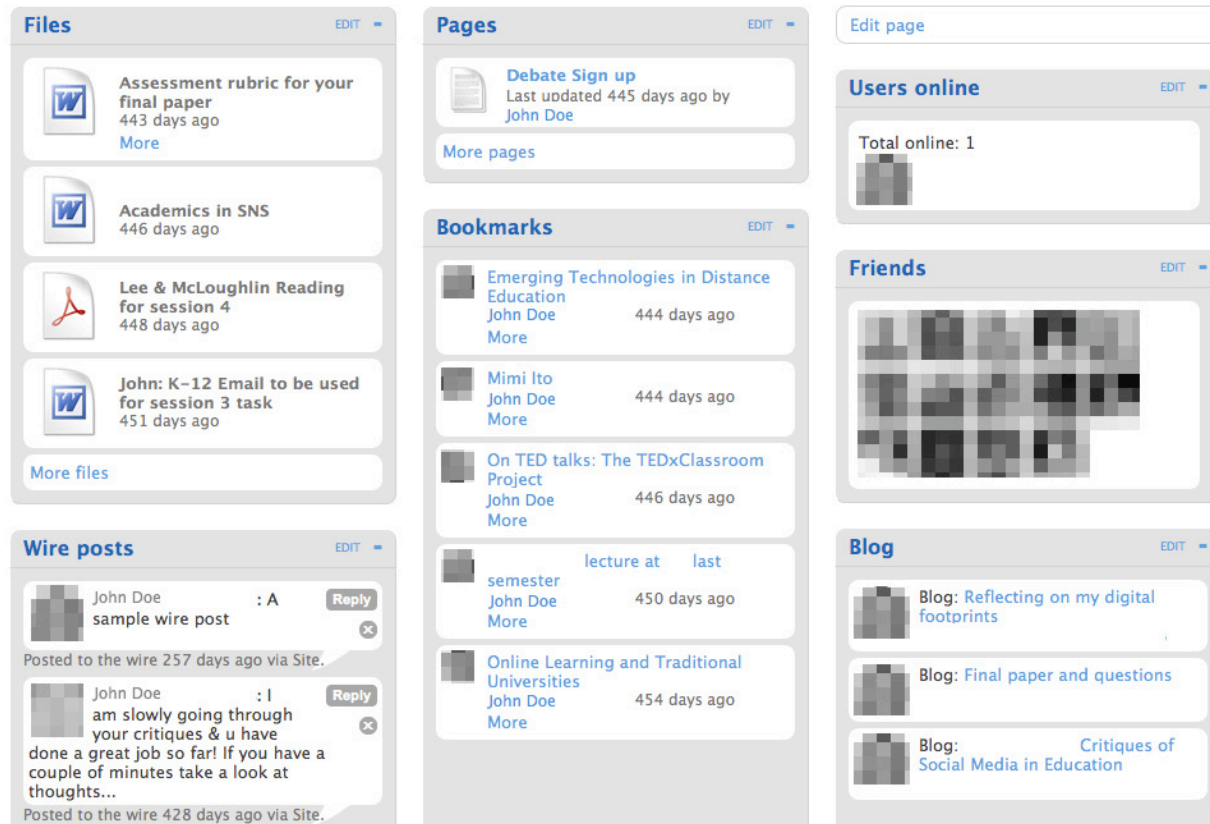 Files
EDIT -
Assessment rubric for your
final paper
443 days ago
More
Academics in SNS
446 days ago
Lee & McLoughlin Reading
for session 4
448 days ago
John: K-12 Email to be used
for session 3 task
451 days ago
More files
Wire posts
EDIT -
John Doe : A
Reply
sample wire post
Posted to the wire 257 days ago via Site.
John Doe : I
Reply
am slowly going through
your critiques & u have
done a great job so far! If you have a
couple of minutes take a look at
thoughts...
Posted to the wire 428 days ago via Site.
Pages
EDIT -
Debate Sign up
Last updated 445 days ago by
John Doe
More pages
Bookmarks
EDIT -
Emerging Technologies in Distance
Education
John Doe 444 days ago
More
Mimi Ito
John Doe 444 days ago
More
On TED talks: The TEDxClassroom
Project
John Doe 446 days ago
More
lecture at last
semester
John Doe 450 days ago
More
Online Learning and Traditional
Universities
John Doe 454 days ago
More
Edit page
Users online
EDIT -
Total online: 1
Friends
EDIT -
Blog
EDIT -
Blog: Reflecting on my digital
footprints
Blog: Final paper and questions
Blog: Critiques of
Social Media in Education